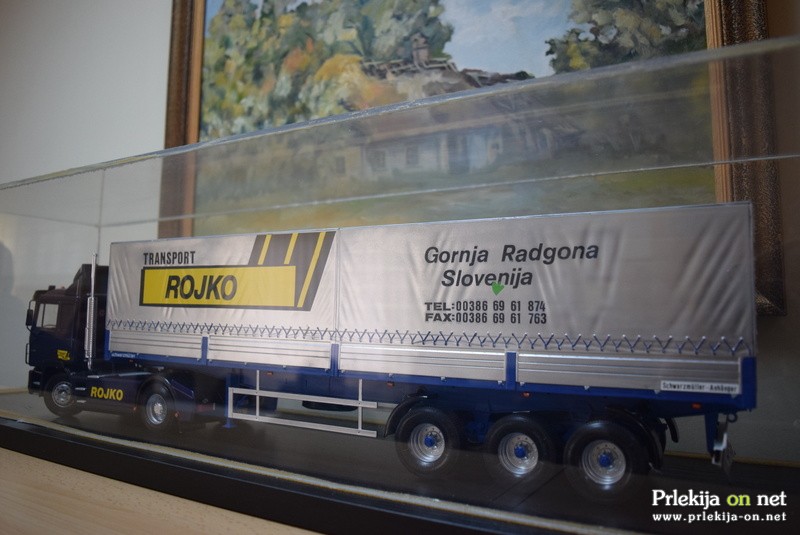 TRANSPORT
ROJKO
Gornja Radgona
Slovenija
TEL:00386 69 61 874
FAX:00386 69 61 763
ROJKO
Schwarzmüller - Anhänger
Prlekija on net
www.prlekija-on.net